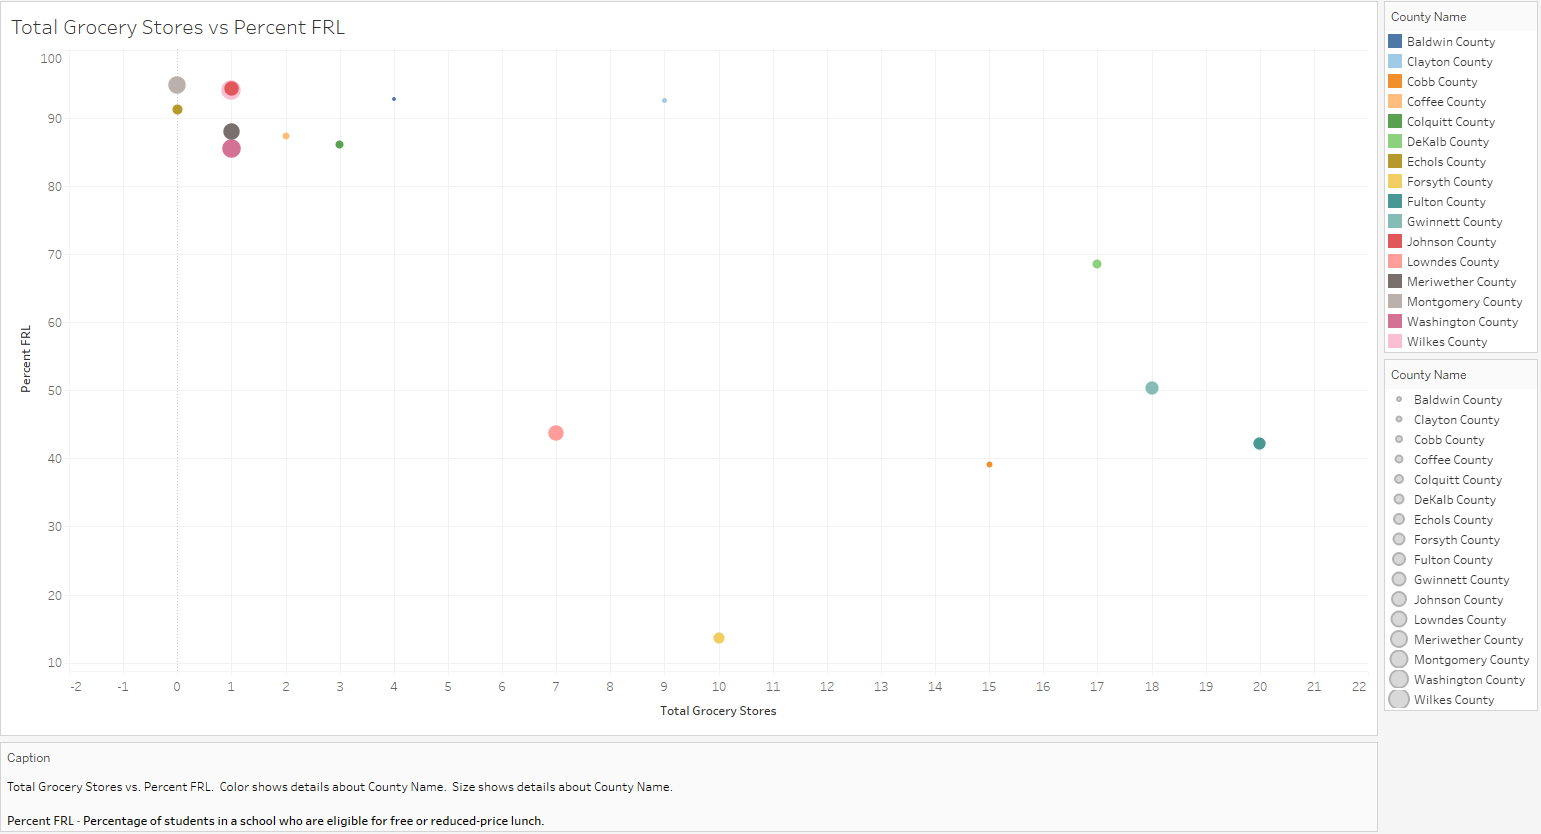 Total Grocery Stores vs Percent FRL
Percent FRL
100
90
80
70
60
50
40
30
20
10
-2 -1 0 1 2 3 4 5 6 7 8 9 10 11 12 13 14 15 16 17 18 19 20 21 22
Total Grocery Stores
County Name
Baldwin County
Clayton County
Cobb County
Coffee County
Colquitt County
DeKalb County
Echols County
Forsyth County
Fulton County
Gwinnett County
Johnson County
Lowndes County
Meriwether County
Montgomery County
Washington County
Wilkes County
County Name
Baldwin County
Clayton County
Cobb County
Coffee County
Colquitt County
DeKalb County
Echols County
Forsyth County
Fulton County
Gwinnett County
Johnson County
Lowndes County
Meriwether County
Montgomery County
Washington County
Wilkes County
Caption
Total Grocery Stores vs. Percent FRL.  Color shows details about County Name.  Size shows details about County Name.
Percent FRL - Percentage of students in a school who are eligible for free or reduced-price lunch.